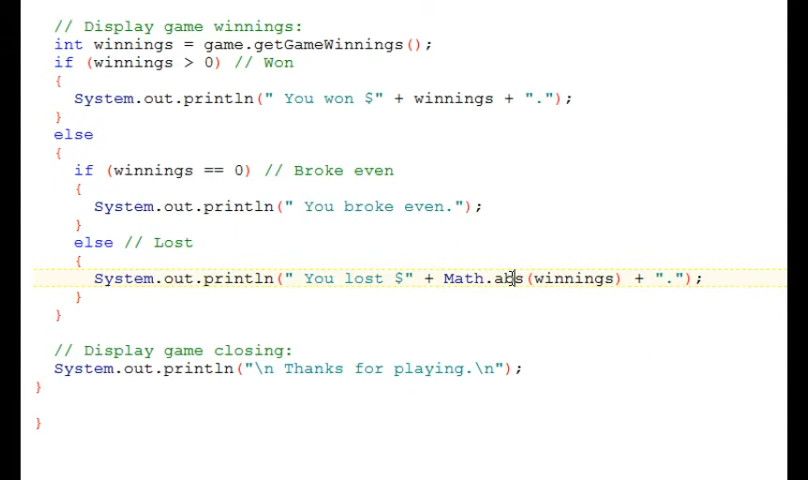 // Display game winnings:
int winnings = game.getGameWinnings();
if (winnings > 0) // Won
{
System.out.println(" You won $" + winnings + ".");
}
else
{
if (winnings == 0) // Broke even
{
System.out.println(" You broke even.");
}
else // Lost
{
System.out.println(" You lost $" + Math.abs(winnings) + ".");
}
}
// Display game closing:
System.out.println("\n Thanks for playing.\n");
}
}